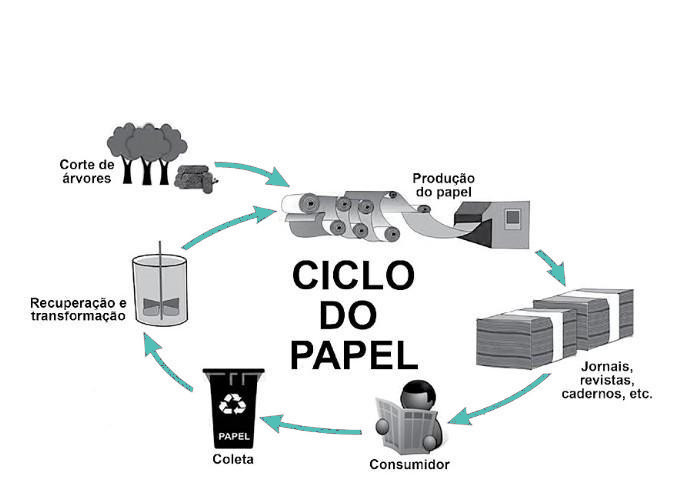 Corte de
árvores
Produção
do papel
CICLO
DO
PAPEL
Recuperação e
transformação
Jornais,
revistas,
cadernos, etc.
PAPEL
Coleta
Consumidor